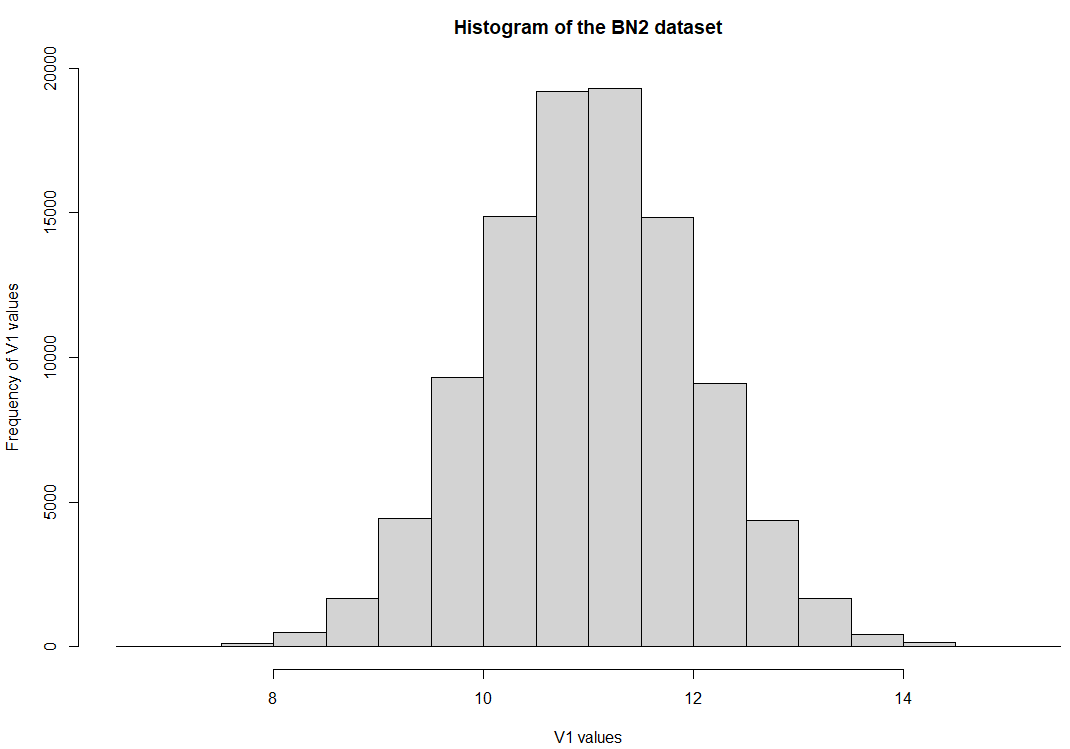 Histogram of the BN2 dataset
Frequency of V1 values
20000
15000
10000
5000
0
8 10 12 14
V1 values